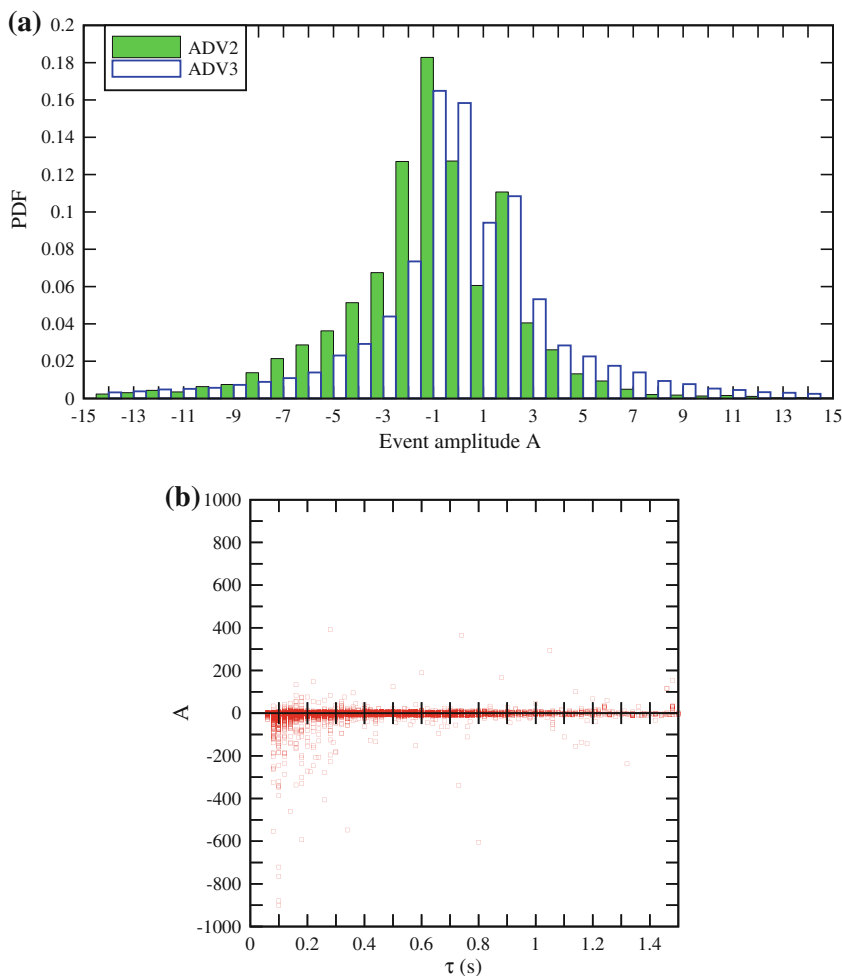 (a)
0.2
0.18
0.16
0.14
0.12
0.1
0.08
0.06
0.04
0.02
0
PDF
ADV2
ADV3
-15 -13 -11 -9 -7 -5 -3 -1 1 3 5 7 9 11 13 15
Event amplitude A
(b)
1000
800
600
400
200
0
-200
-400
-600
-800
-1000
A
0 0.2 0.4 0.6 0.8 1 1.2 1.4
τ (s)